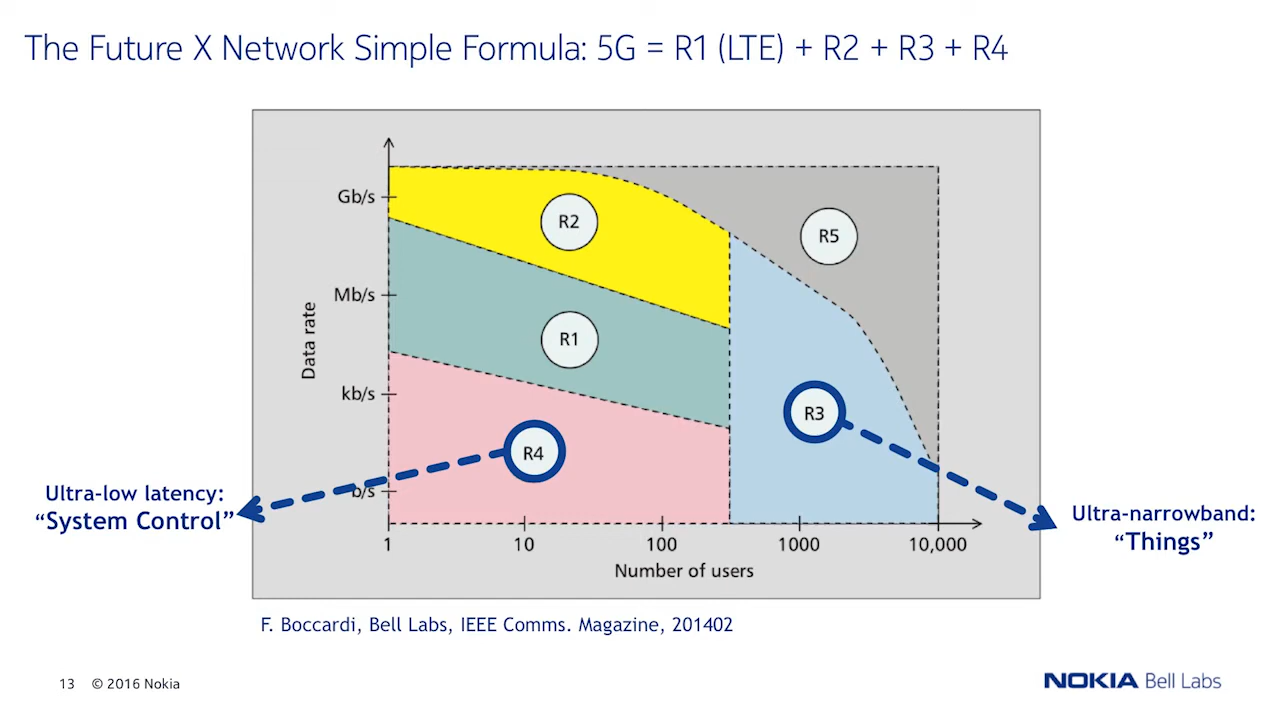 The Future X Network Simple Formula: 5G = R1 (LTE) + R2 + R3 + R4
Gb/s
Mb/s
kb/s
b/s
Data rate
R2
R5
R1
R3
R4
Ultra-low latency:
“System Control”
Ultra-narrowband:
“Things”
1
10
100
1000
10,000
Number of users
F. Boccardi, Bell Labs, IEEE Comms. Magazine, 201402
13 © 2016 Nokia
NOKIA Bell Labs